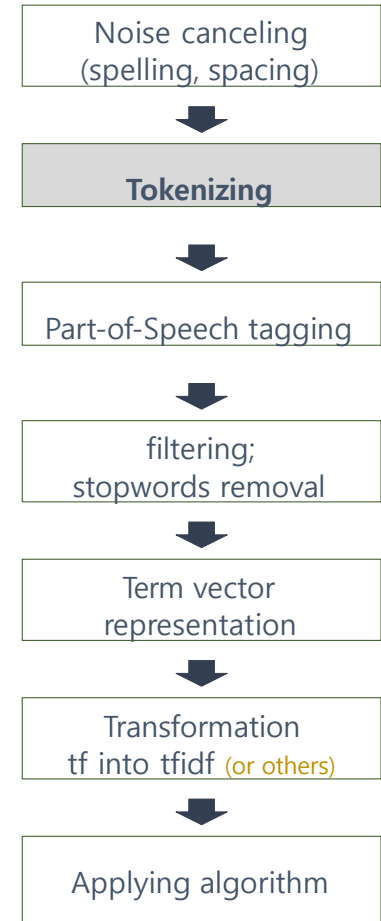 Noise canceling
(spelling, spacing)
Tokenizing
Part-of-Speech tagging
filtering;
stopwords removal
Term vector
representation
Transformation
tf into tfidf (or others)
Applying algorithm